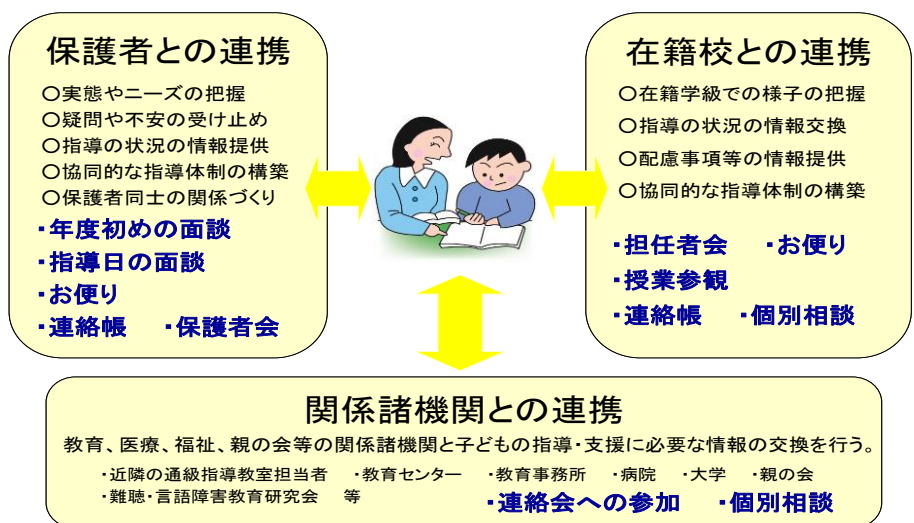 保護者との連携
○実態やニーズの把握
○疑問や不安の受け止め
○指導の状況の情報提供
○協同的な指導体制の構築
○保護者同士の関係づくり
・年度初めの面談
・指導日の面談
・お便り
・連絡帳　・保護者会
在籍校との連携
○在籍学級での様子の把握
○指導の状況の情報交換
○配慮事項等の情報提供
○協同的な指導体制の構築
・担任者会　・お便り
・授業参観
・連絡帳　・個別相談
関係諸機関との連携
教育、医療、福祉、親の会等の関係諸機関と子どもの指導・支援に必要な情報の交換を行う。
・近隣の通級指導教室担当者　・教育センター　・教育事務所　・病院　・大学　・親の会
・難聴・言語障害教育研究会　等　・連絡会への参加　・個別相談